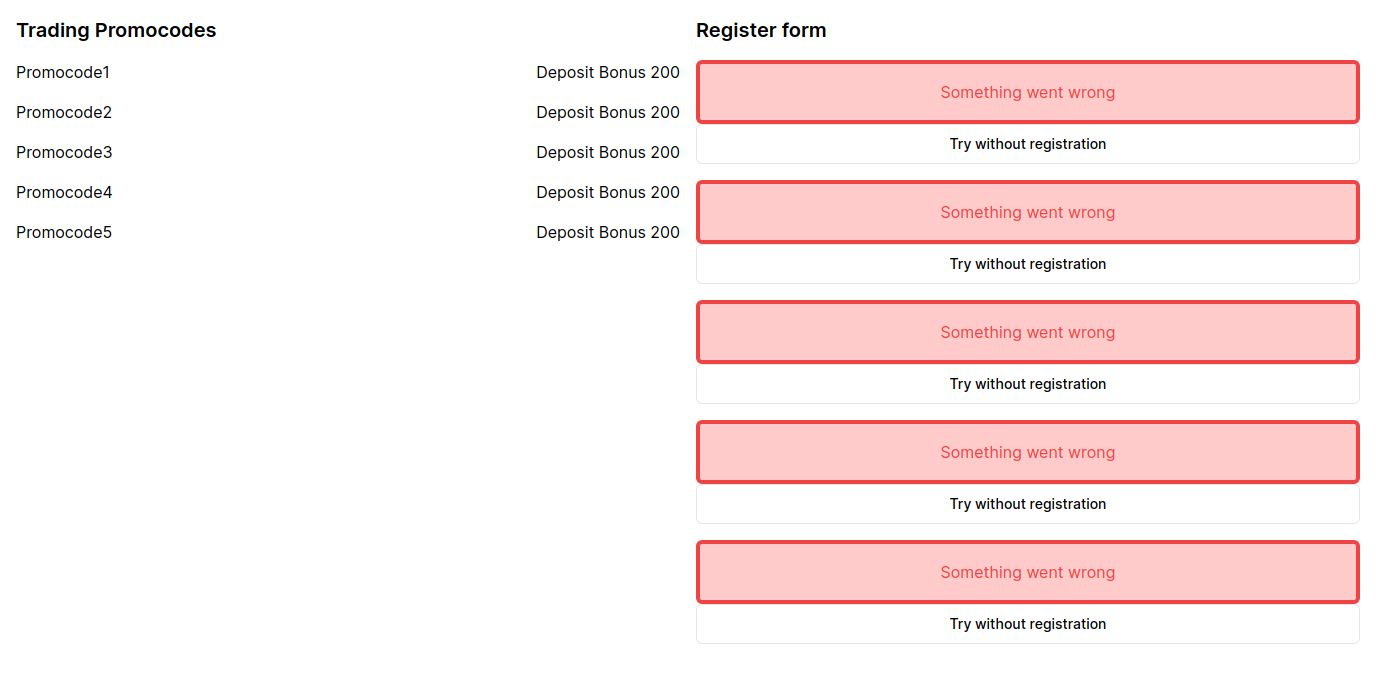 Trading Promocodes
Promocode1 Deposit Bonus 200
Promocode2 Deposit Bonus 200
Promocode3 Deposit Bonus 200
Promocode4 Deposit Bonus 200
Promocode5 Deposit Bonus 200
Register form
Something went wrong
Try without registration
Something went wrong
Try without registration
Something went wrong
Try without registration
Something went wrong
Try without registration
Something went wrong
Try without registration